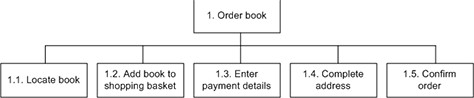 1. Order book
1.1. Locate book
1.2. Add book to
shopping basket
1.3. Enter
payment details
1.4. Complete
address
1.5. Confirm
order